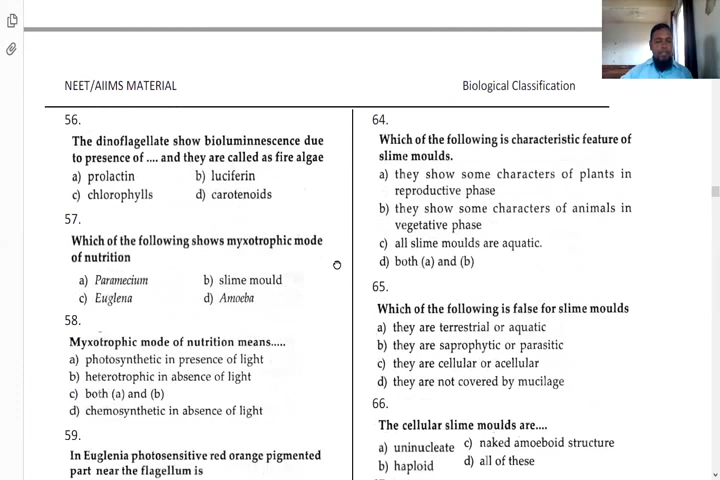 NEET/AIIMS MATERIAL
Biological Classification
56.
The dinoflagellate show bioluminnescence due
to presence of .... and they are called as fire algae
a) prolactin b) luciferin
c) chlorophylls d) carotenoids
57.
Which of the following shows myxotrophic mode
of nutrition
a) Paramecium b) slime mould
c) Euglena d) Amoeba
58.
Myxotrophic mode of nutrition means.....
a) photosynthetic in presence of light
b) heterotrophic in absence of light
c) both (a) and (b)
d) chemosynthetic in absence of light
59.
In Euglenia photosensitive red orange pigmented
part near the flagellum is
64.
Which of the following is characteristic feature of
slime moulds.
a) they show some characters of plants in
reproductive phase
b) they show some characters of animals in
vegetative phase
c) all slime moulds are aquatic.
d) both (a) and (b)
65.
Which of the following is false for slime moulds
a) they are terrestrial or aquatic
b) they are saprophytic or parasitic
c) they are cellular or acellular
d) they are not covered by mucilage
66.
The cellular slime moulds are....
a) uninucleate c) naked amoeboid structure
b) haploid d) all of these